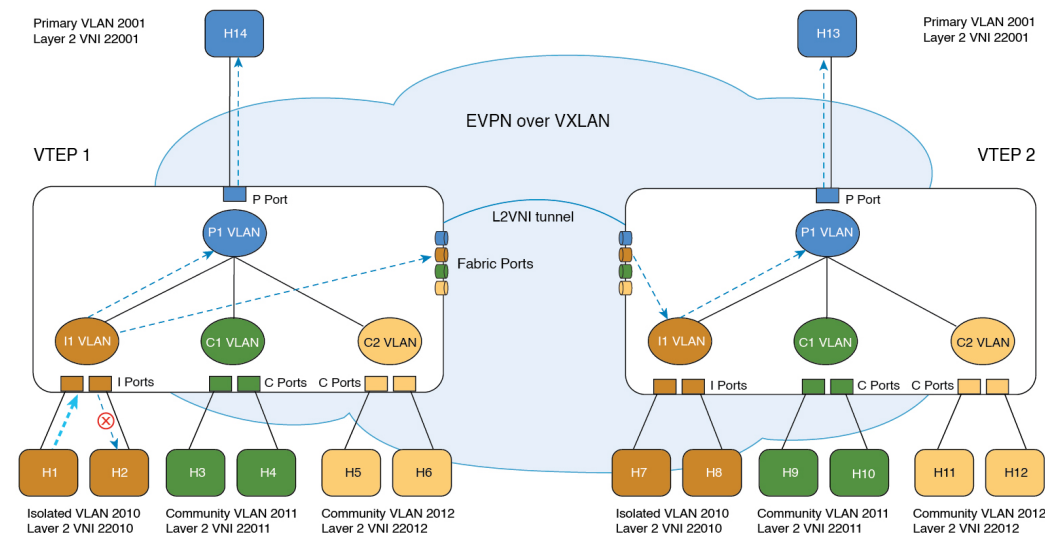 Primary VLAN 2001
Layer 2 VNI 22001
H14
H13
Primary VLAN 2001
Layer 2 VNI 22001
EVPN over VXLAN
VTEP 1
VTEP 2
P Port
P Port
L2VNI tunnel
P1 VLAN
P1 VLAN
Fabric Ports
I1 VLAN
C1 VLAN
C2 VLAN
I1 VLAN
C1 VLAN
C2 VLAN
I Ports
C Ports
C Ports
I Ports
C Ports
C Ports
H1
H2
H3
H4
H5
H6
H7
H8
H9
H10
H11
H12
Isolated VLAN 2010
Layer 2 VNI 22010
Community VLAN 2011
Layer 2 VNI 22011
Community VLAN 2012
Layer 2 VNI 22012
Isolated VLAN 2010
Layer 2 VNI 22010
Community VLAN 2011
Layer 2 VNI 22011
Community VLAN 2012
Layer 2 VNI 22012